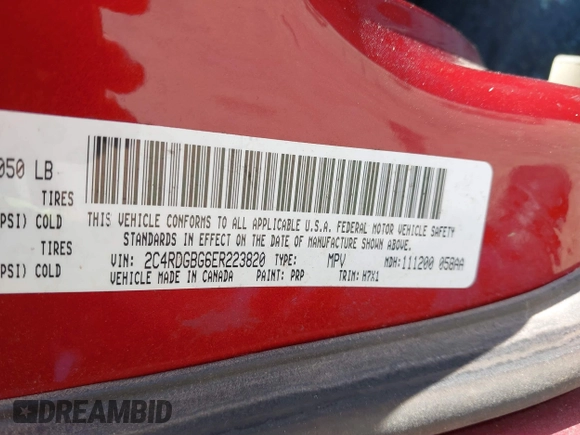 050 LB
TIRES
PSI) COLD
TIRES
PSI) COLD
THIS VEHICLE CONFORMS TO ALL APPLICABLE U.S.A. FEDERAL MOTOR VEHICLE SAFETY
STANDARDS IN EFFECT ON THE DATE OF MANUFACTURE SHOWN ABOVE.
VIN: 2C4RDGBG6ER223820 TYPE: MPV MDH: 111200 05BAA
VEHICLE MADE IN CANADA PAINT: PRP TRIM: H7X1
DREAMBID